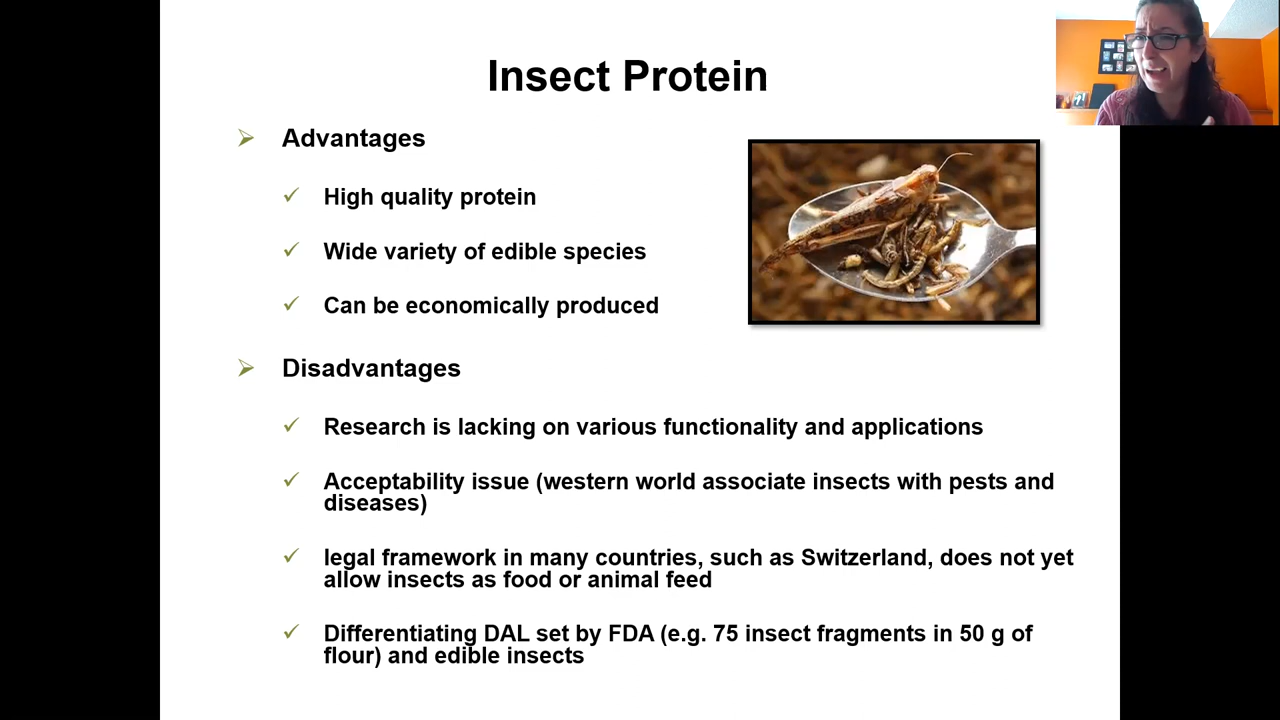 Insect Protein
Advantages
High quality protein
Wide variety of edible species
Can be economically produced
Disadvantages
Research is lacking on various functionality and applications
Acceptability issue (western world associate insects with pests and
diseases)
legal framework in many countries, such as Switzerland, does not yet
allow insects as food or animal feed
Differentiating DAL set by FDA (e.g. 75 insect fragments in 50 g of
flour) and edible insects